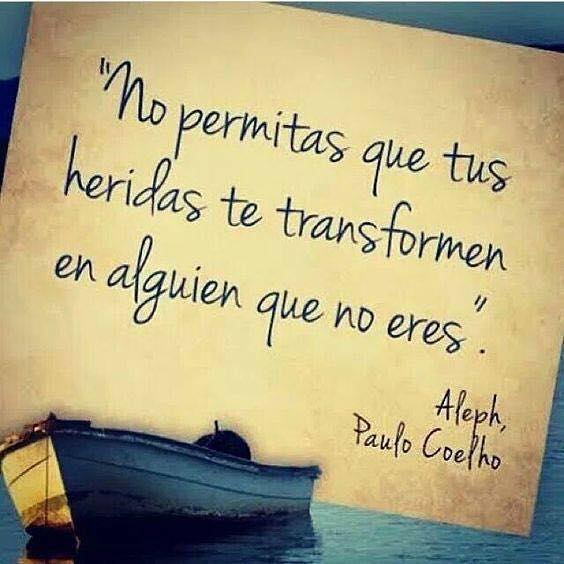 "No permitas que tus
heridas te transformen
en alguien que no eres".
Aleph,
Paulo Coelho